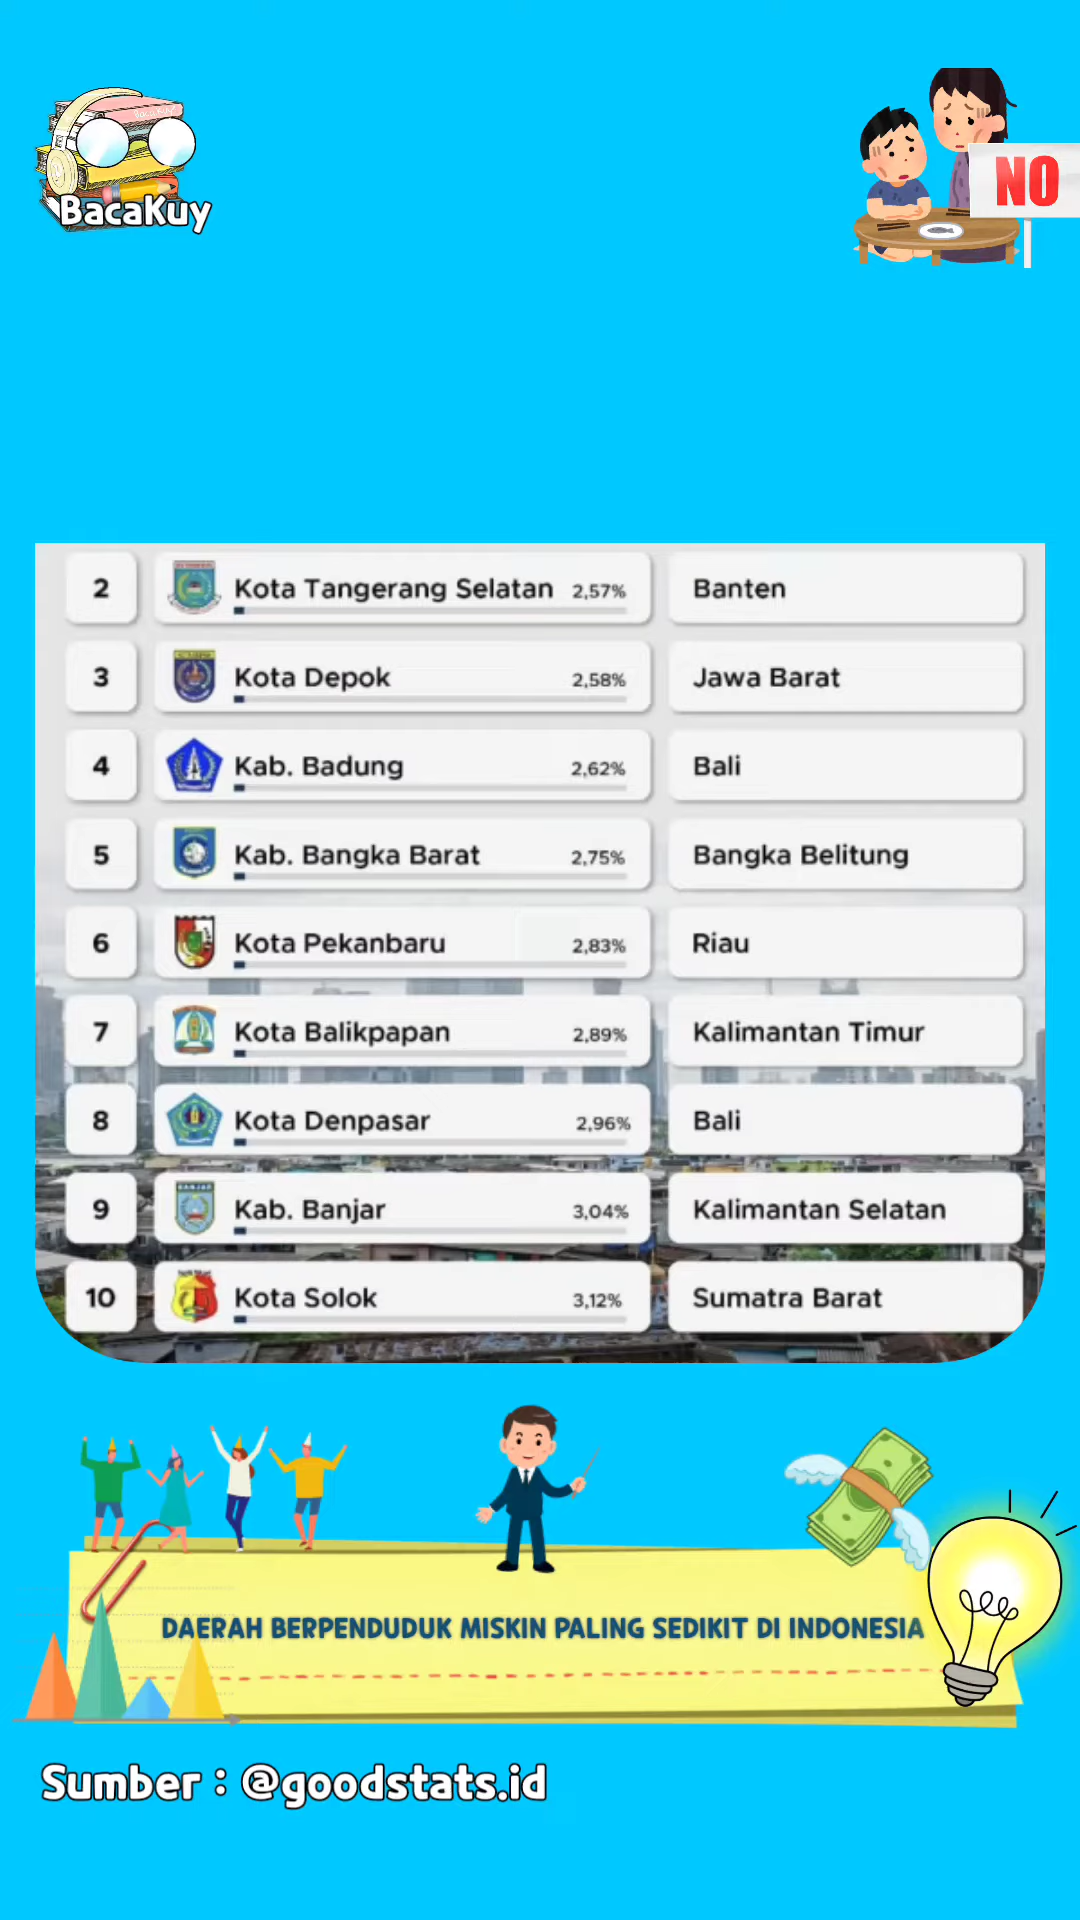 BacaKuy
NO
2 Kota Tangerang Selatan 2,57% Banten
3 Kota Depok 2,58% Jawa Barat
4 Kab. Badung 2,62% Bali
5 Kab. Bangka Barat 2,75% Bangka Belitung
6 Kota Pekanbaru 2,83% Riau
7 Kota Balikpapan 2,89% Kalimantan Timur
8 Kota Denpasar 2,96% Bali
BANJAR
9 Kab. Banjar 3,04% Kalimantan Selatan
10 Kota Solok 3,12% Sumatra Barat
DAERAH BERPENDUDUK MISKIN PALING SEDIKIT DI INDONESIA
Sumber : @goodstats.id